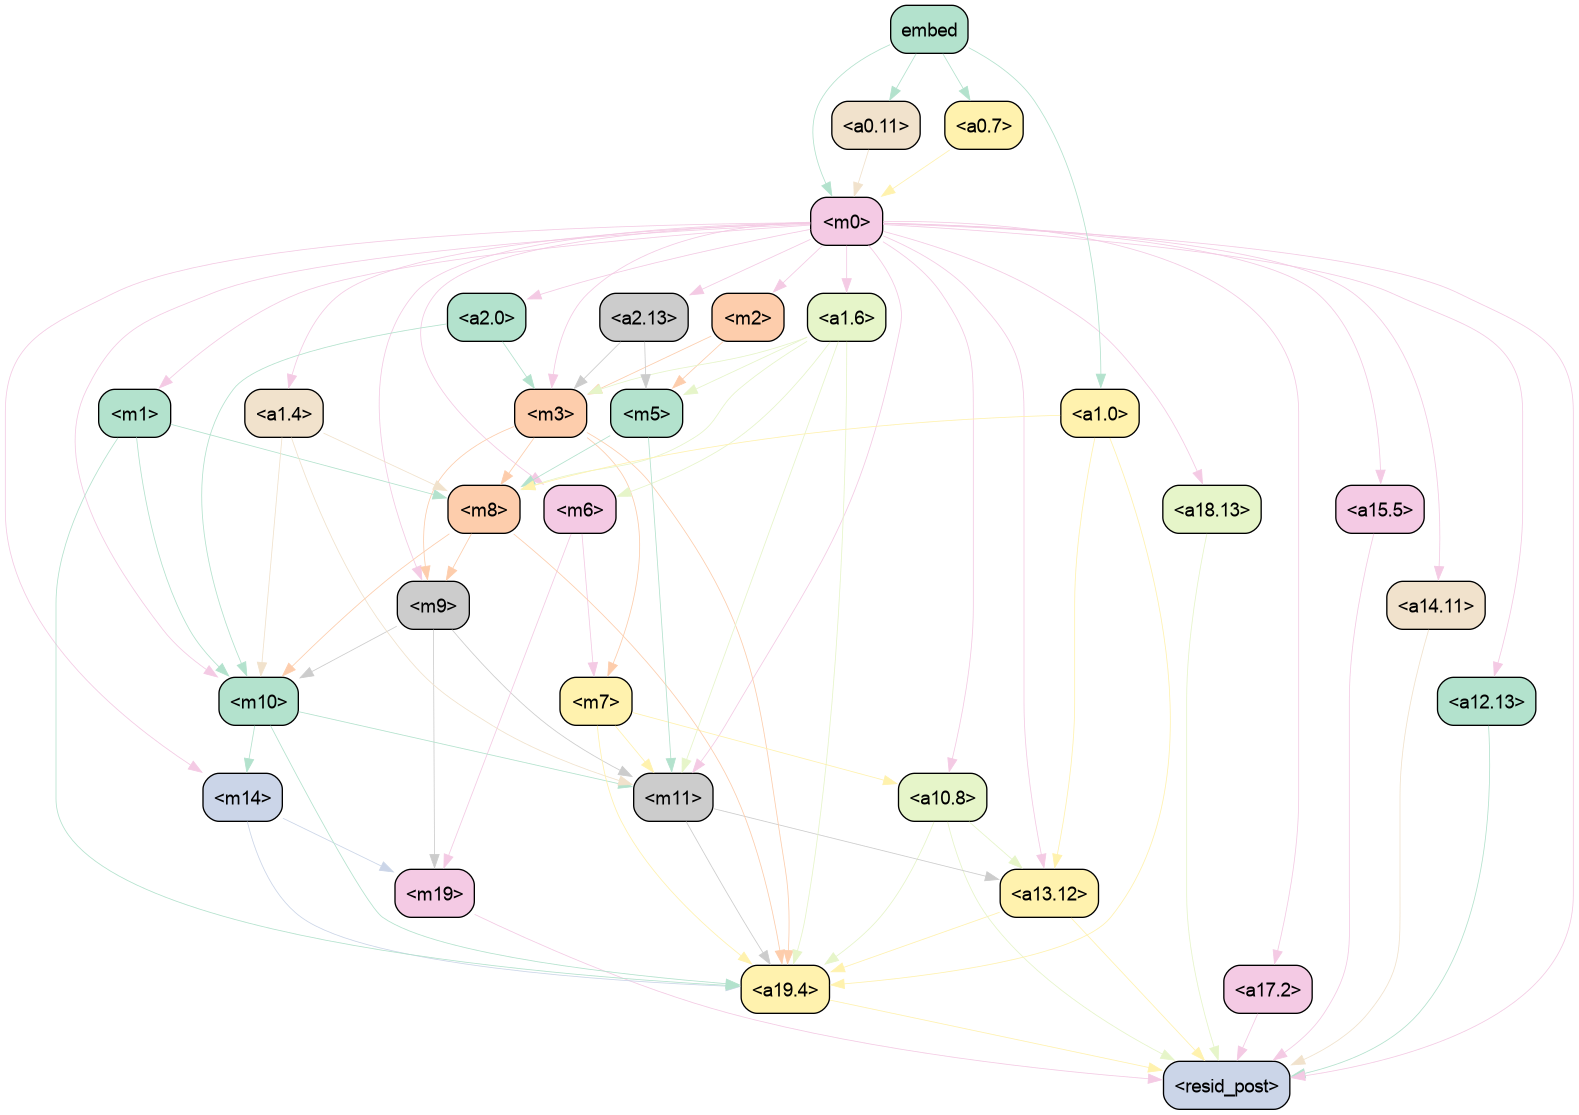 embed
<a0.11>
<a0.7>
<m0>
<a2.0>
<a2.13>
<m2>
<a1.6>
<m1>
<a1.4>
<m3>
<m5>
<a1.0>
<m8>
<m6>
<a18.13>
<a15.5>
<m9>
<a14.11>
<m10>
<m7>
<a12.13>
<m14>
<m11>
<a10.8>
<m19>
<a13.12>
<a19.4>
<a17.2>
<resid_post>